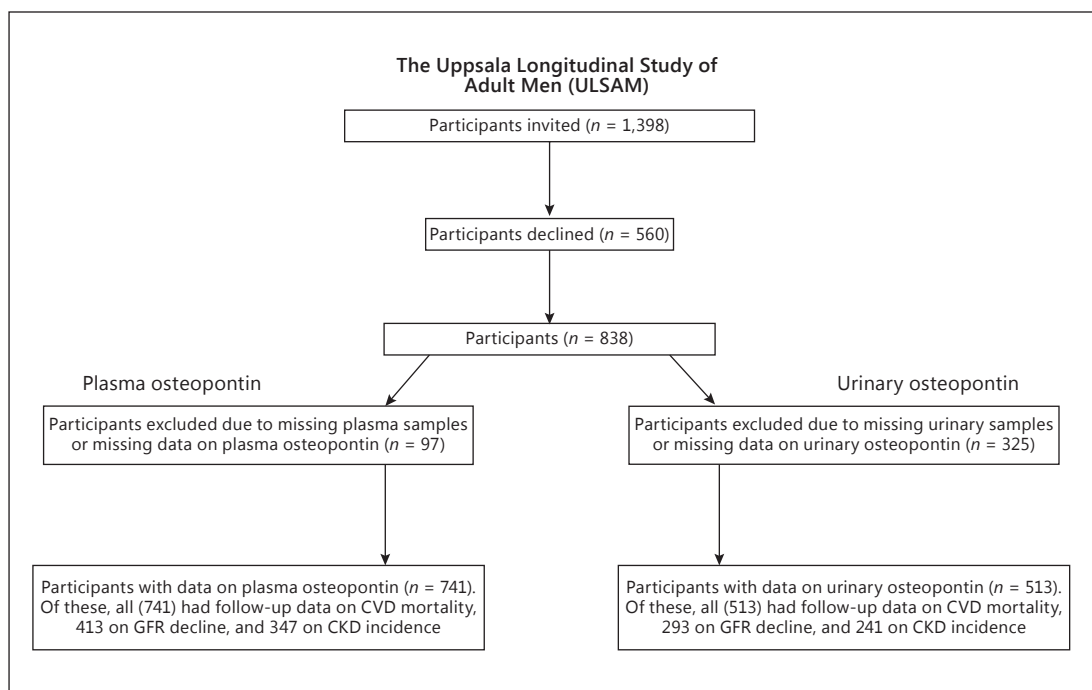 The Uppsala Longitudinal Study of
Adult Men (ULSAM)
Participants invited (n = 1,398)
Participants declined (n = 560)
Participants (n = 838)
Plasma osteopontin
Participants excluded due to missing plasma samples
or missing data on plasma osteopontin (n = 97)
Participants with data on plasma osteopontin (n = 741).
Of these, all (741) had follow-up data on CVD mortality,
413 on GFR decline, and 347 on CKD incidence
Urinary osteopontin
Participants excluded due to missing urinary samples
or missing data on urinary osteopontin (n = 325)
Participants with data on urinary osteopontin (n = 513).
Of these, all (513) had follow-up data on CVD mortality,
293 on GFR decline, and 241 on CKD incidence